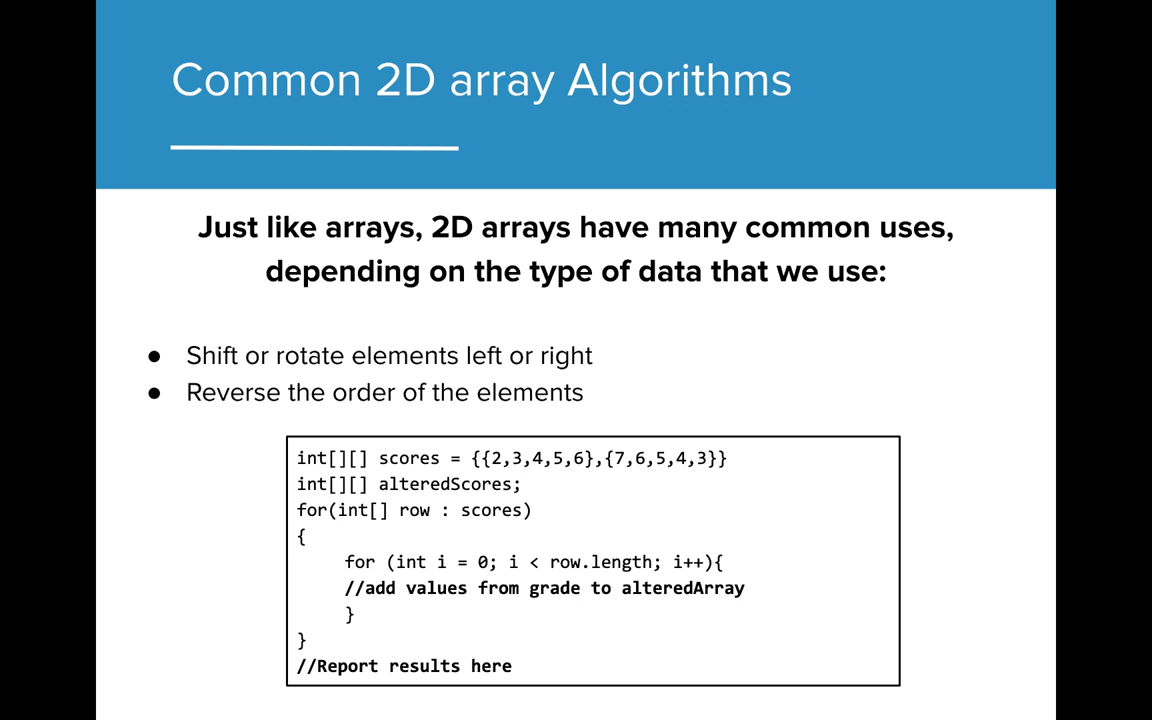 Common 2D array Algorithms
Just like arrays, 2D arrays have many common uses,
depending on the type of data that we use:
● Shift or rotate elements left or right
● Reverse the order of the elements
int[][] scores = {{2,3,4,5,6},{7,6,5,4,3}}
int[][] alteredScores;
for(int[] row : scores)
{
for (int i = 0; i < row.length; i++){
//add values from grade to alteredArray
}
}
//Report results here